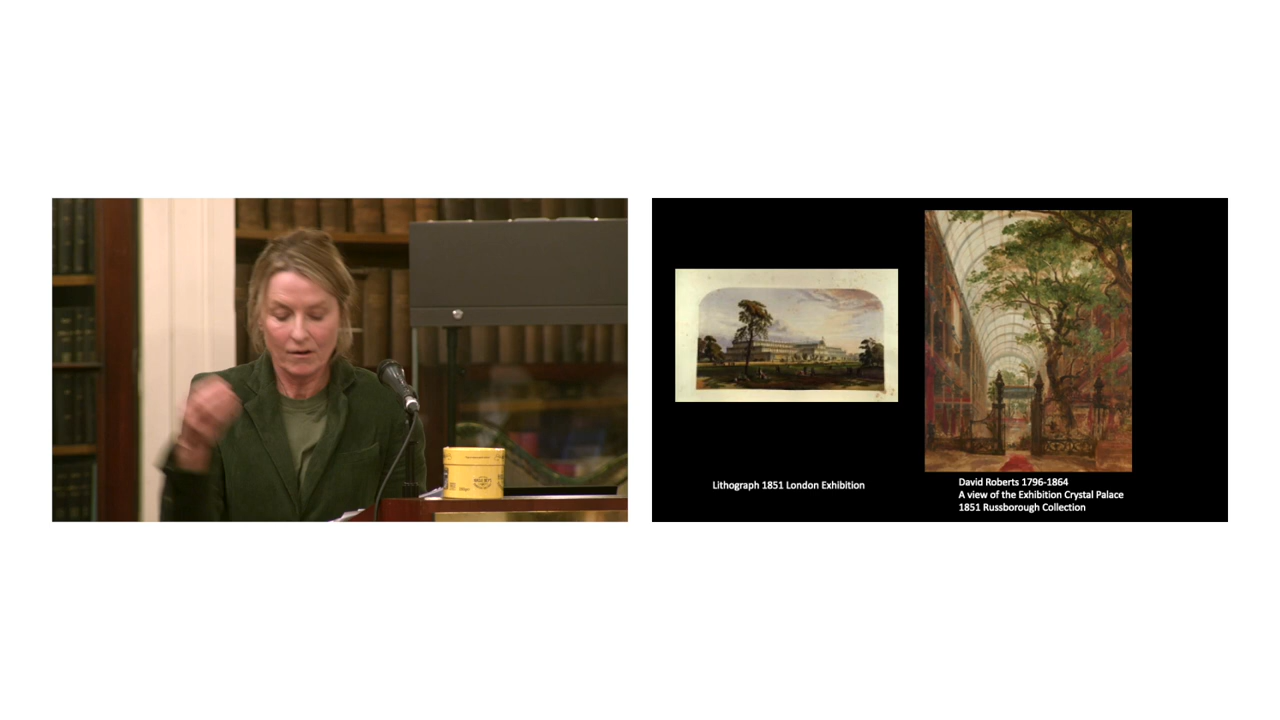 Lithograph 1851 London Exhibition
David Roberts 1796-1864
A view of the Exhibition Crystal Palace
1851 Russborough Collection